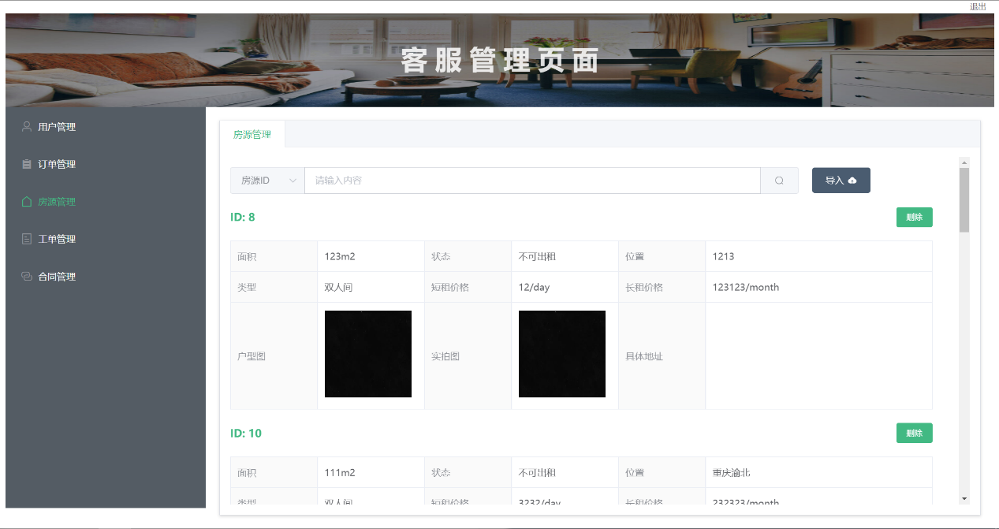 退出
客服管理页面
用户管理
订单管理
房源管理
工单管理
合同管理
房源管理
房源ID 请输入内容 导入
ID: 8 删除
面积 123m2 状态 不可出租 位置 1213
类型 双人间 短租价格 12/day 长租价格 123123/month
户型图 实拍图 具体地址
ID: 10 删除
面积 111m2 状态 不可出租 位置 重庆渝北
类型 双人间 短租价格 3232/day 长租价格 232323/month